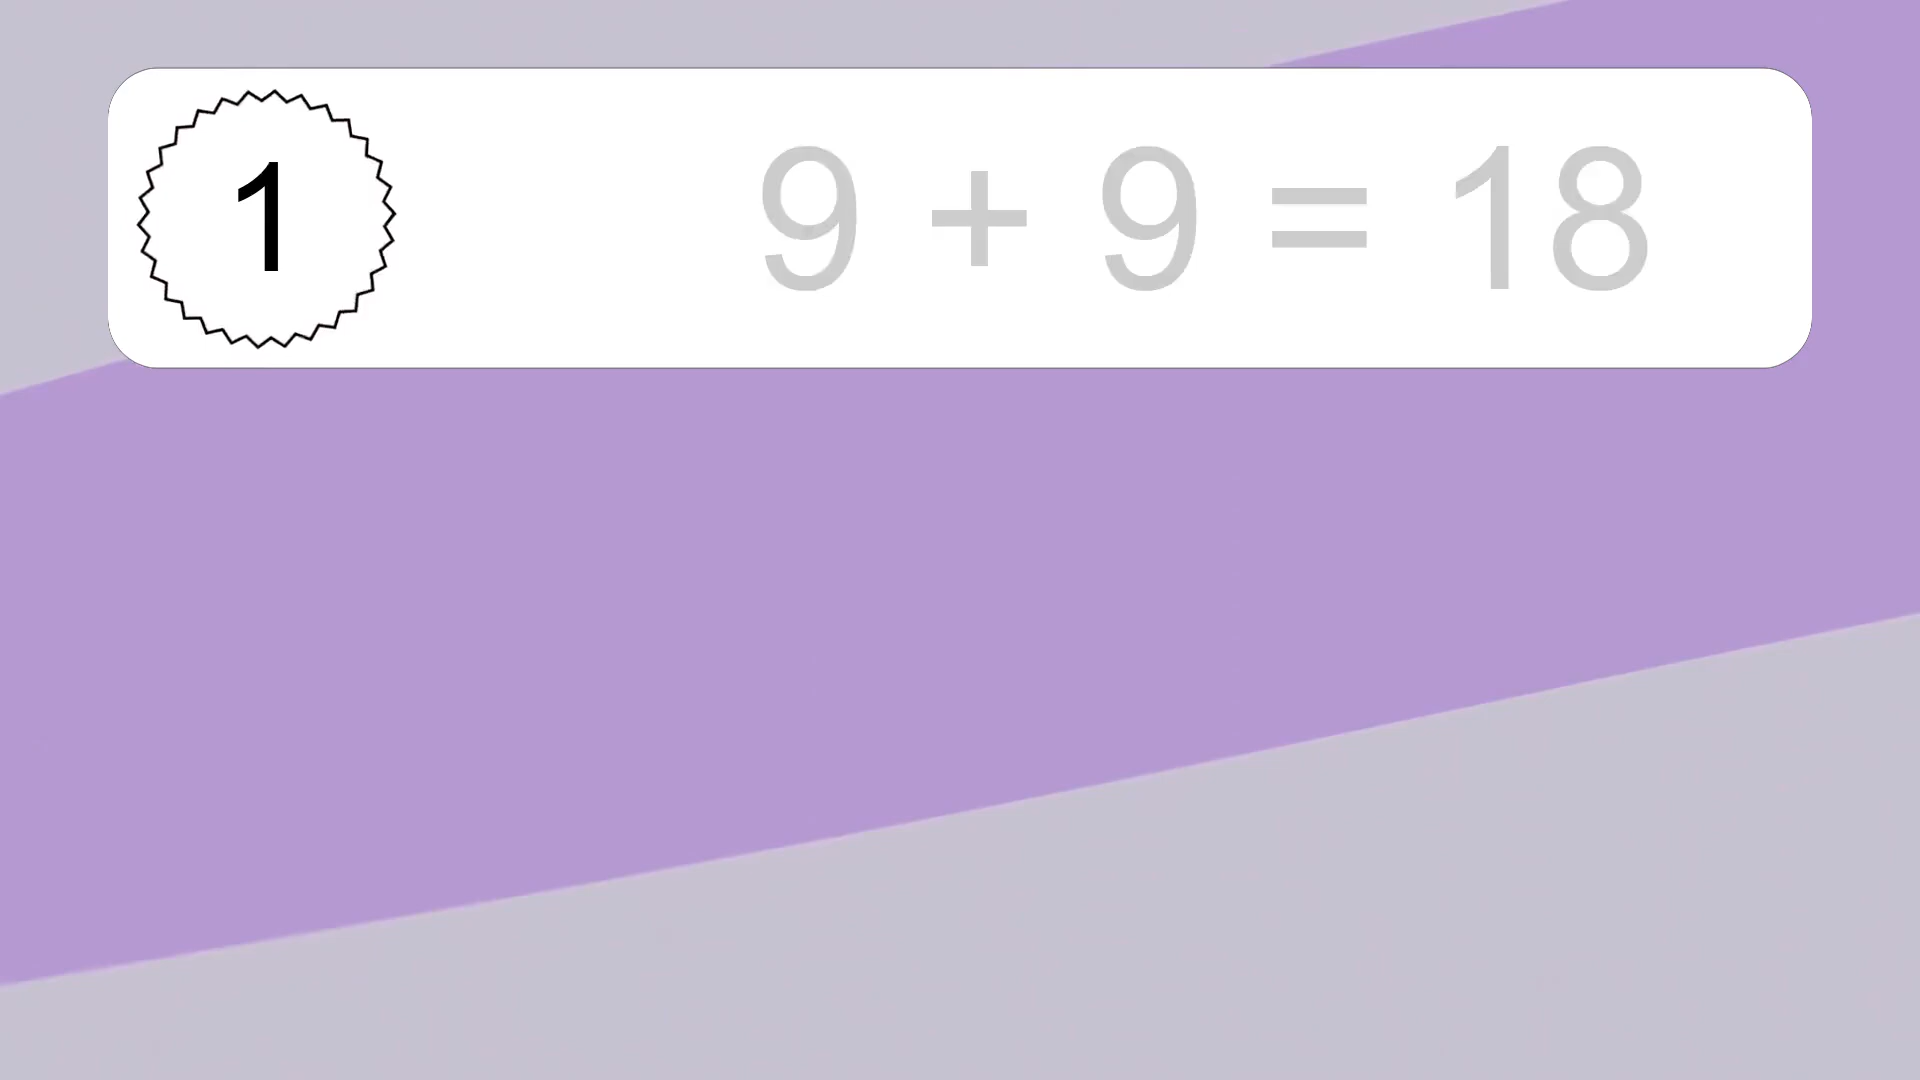 1 9 + 9 = 18